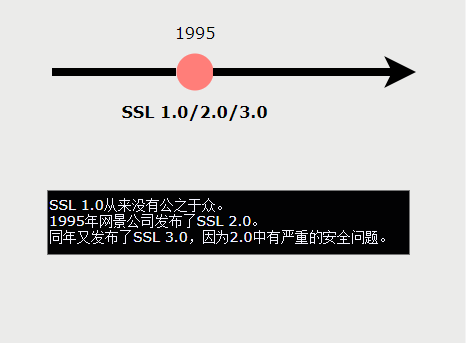 1995
SSL 1.0/2.0/3.0
SSL 1.0从来没有公之于众。
1995年网景公司发布了SSL 2.0。
同年又发布了SSL 3.0，因为2.0中有严重的安全问题。